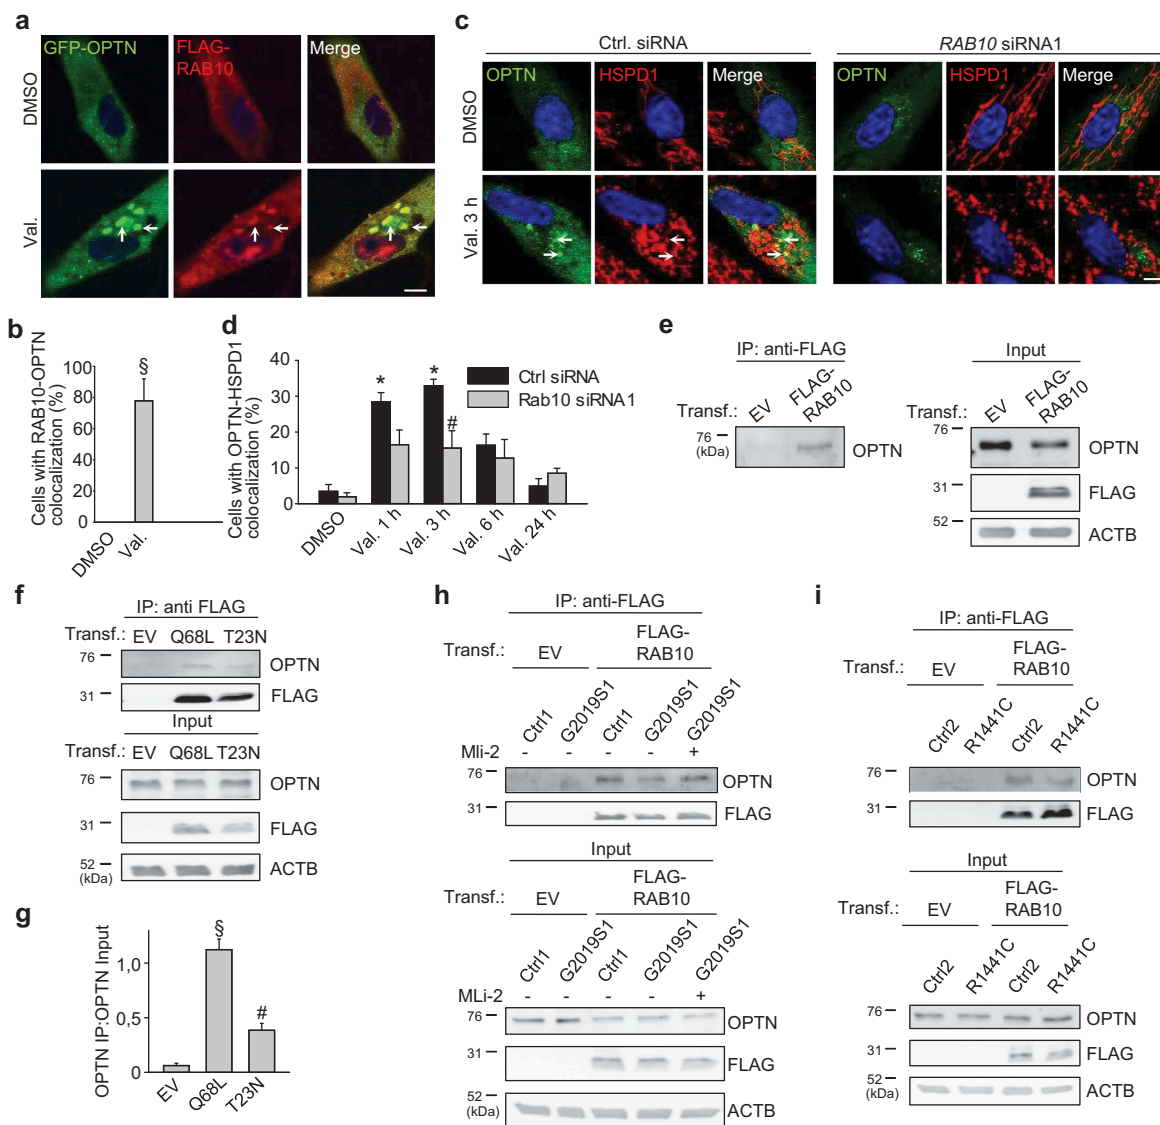 a
GFP-OPTN
FLAG-
RAB10
Merge
DMSO
Val.
c
Ctrl. siRNA
RAB10 siRNA1
OPTN
HSPD1
Merge
OPTN
HSPD1
Merge
DMSO
Val. 3 h
b
Cells with RAB10-OPTN
colocalization (%)
100
80
60
40
20
0
§
DMSO
Val.
d
Cells with OPTN-HSPD1
colocalization (%)
40
30
20
10
0
*
*
#
Ctrl siRNA
Rab10 siRNA1
DMSO
Val. 1 h
Val. 3 h
Val. 6 h
Val. 24 h
e
IP: anti-FLAG
Transf.:
EV
FLAG-
RAB10
76
(kDa)
OPTN
Input
Transf.:
EV
FLAG-
RAB10
76
OPTN
31
FLAG
52
ACTB
f
IP: anti FLAG
Transf.: EV Q68L T23N
76
OPTN
31
FLAG
Input
Transf.: EV Q68L T23N
76
OPTN
31
FLAG
52
(kDa)
ACTB
g
OPTN IP:OPTN Input
1,0
0,5
0
§
#
EV
Q68L
T23N
h
IP: anti-FLAG
Transf.:
EV
FLAG-
RAB10
Ctrl1
G2019S1
Ctrl1
G2019S1
G2019S1
Mli-2 - - - - +
76
OPTN
31
FLAG
Input
Transf.:
EV
FLAG-
RAB10
Ctrl1
G2019S1
Ctrl1
G2019S1
G2019S1
MLi-2 - - - - +
76
OPTN
31
FLAG
52
(kDa)
ACTB
i
IP: anti-FLAG
Transf.:
EV
FLAG-
RAB10
Ctrl2
R1441C
Ctrl2
R1441C
76
OPTN
31
FLAG
Input
Transf.:
EV
FLAG-
RAB10
Ctrl2
R1441C
Ctrl2
R1441C
76
OPTN
31
FLAG
52
(kDa)
ACTB